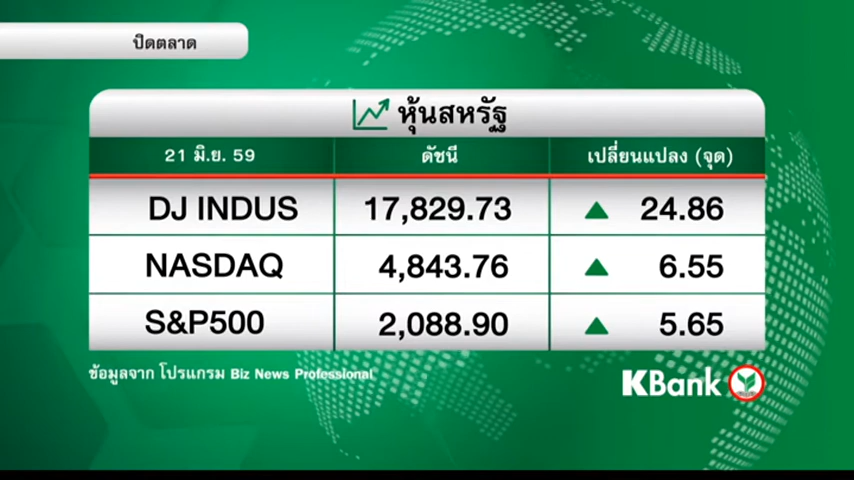 ปิดตลาด
หุ้นสหรัฐ
21 มิ.ย. 59 ดัชนี เปลี่ยนแปลง (จุด)
DJ INDUS 17,829.73 ▲ 24.86
NASDAQ 4,843.76 ▲ 6.55
S&P500 2,088.90 ▲ 5.65
ข้อมูลจาก โปรแกรม Biz News Professional
KBank